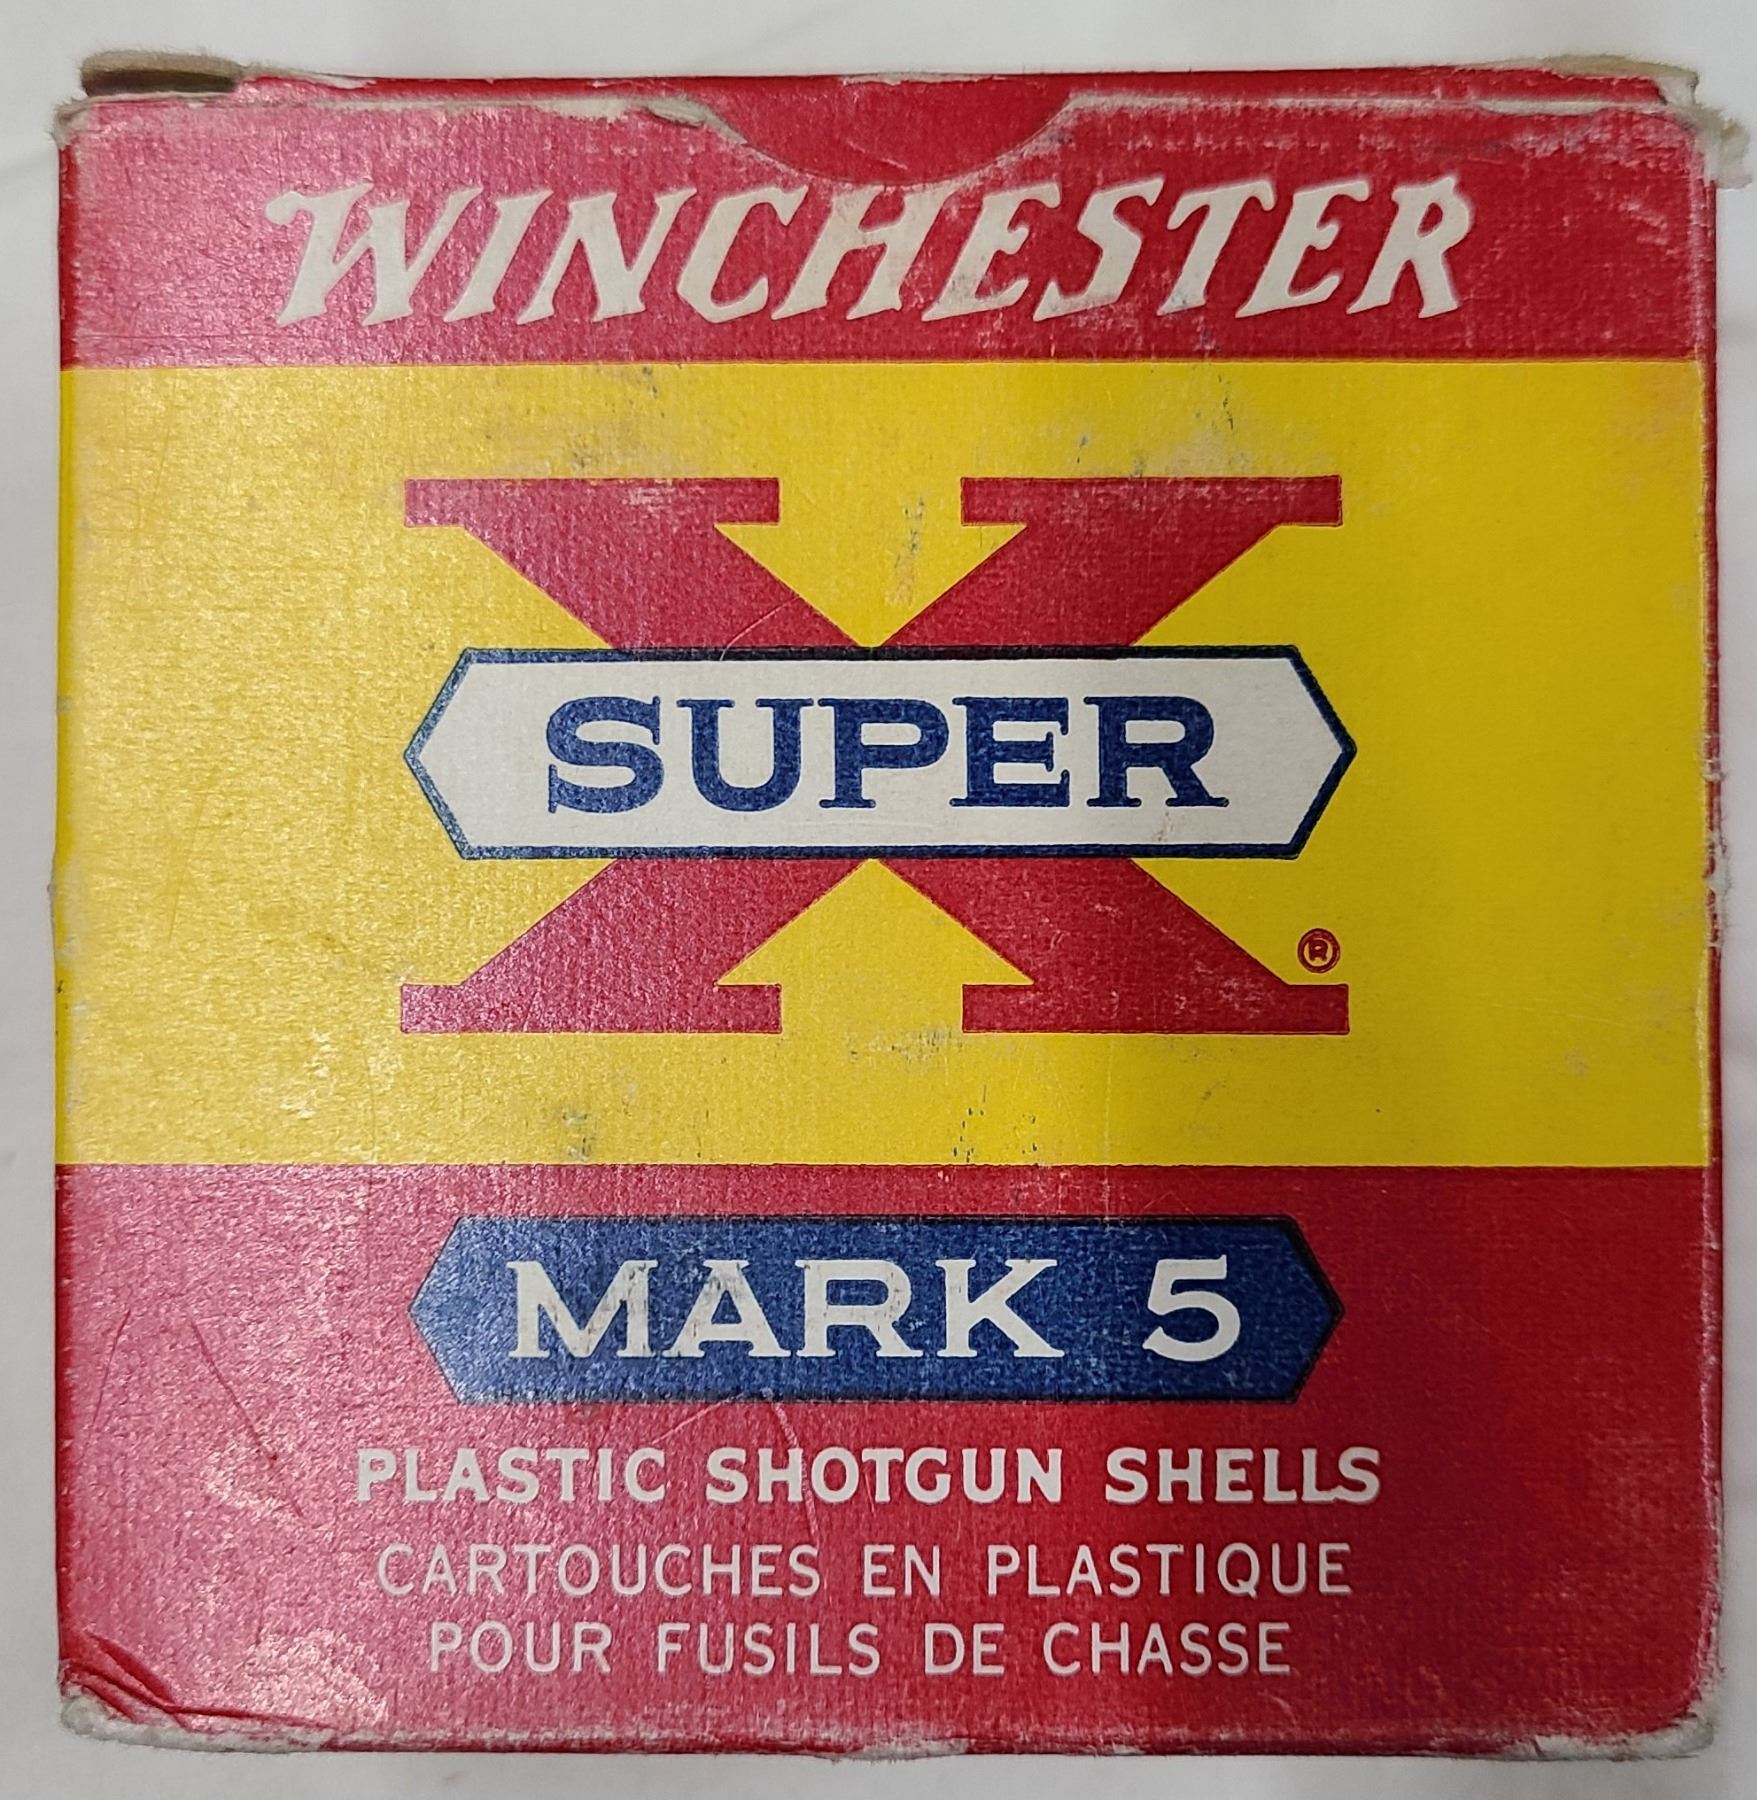 WINCHESTER
X
SUPER
®
MARK 5
PLASTIC SHOTGUN SHELLS
CARTOUCHES EN PLASTIQUE
POUR FUSILS DE CHASSE